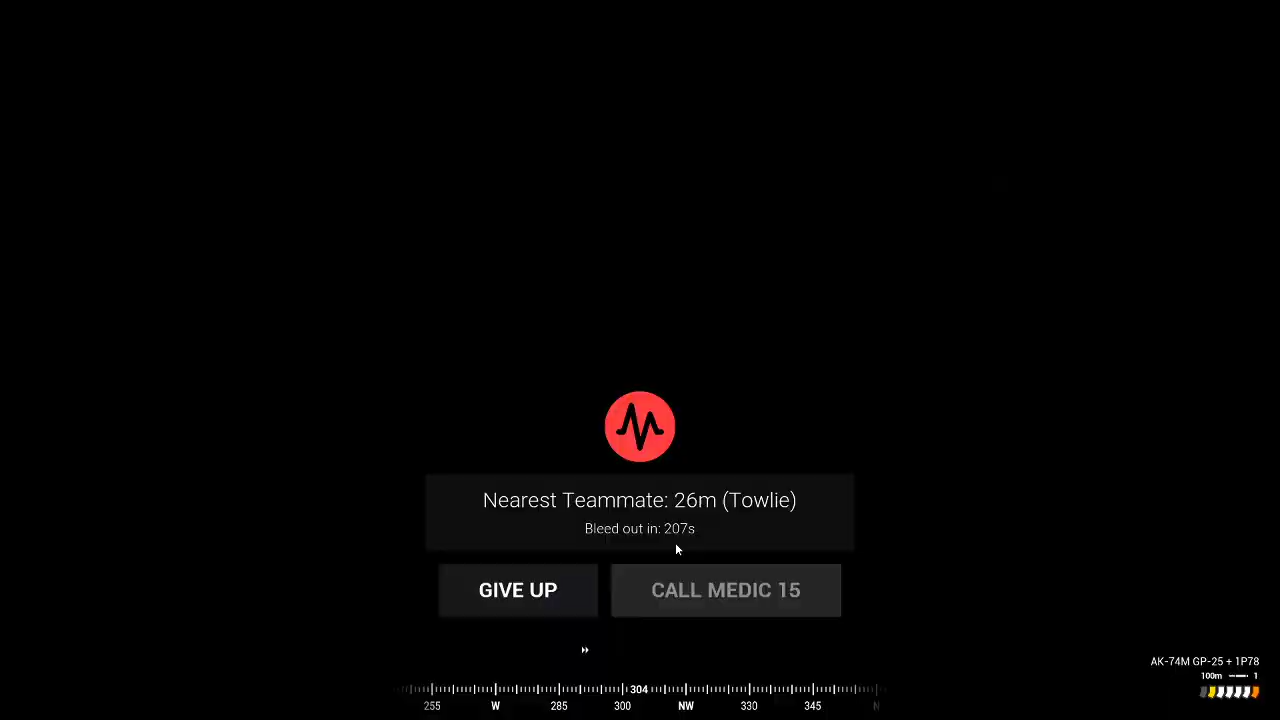 Nearest Teammate: 26m (Towlie)
Bleed out in: 207s
GIVE UP
CALL MEDIC 15
AK-74M GP-25 + 1P78
100m 1
304
255 W 285 300 NW 330 345 N